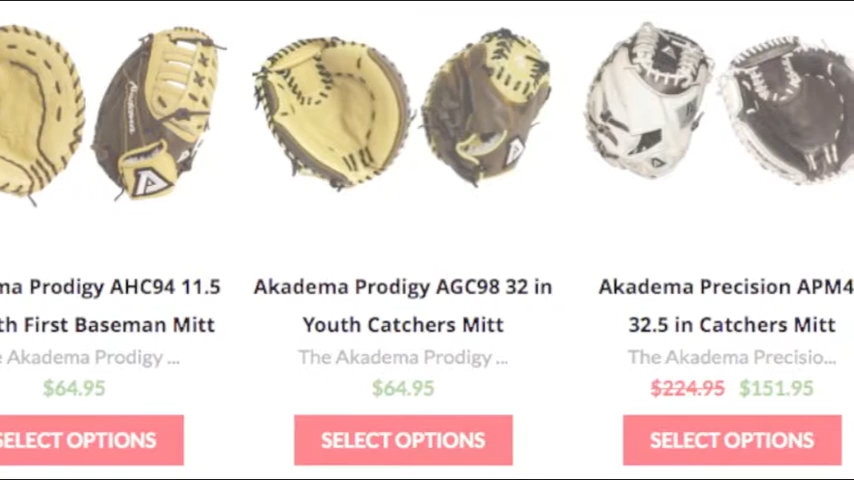 ma Prodigy AHC94 11.5
th First Baseman Mitt
e Akadema Prodigy ...
$64.95
SELECT OPTIONS
Akadema Prodigy AGC98 32 in
Youth Catchers Mitt
The Akadema Prodigy ...
$64.95
SELECT OPTIONS
Akadema Precision APM4
32.5 in Catchers Mitt
The Akadema Precisio...
$224.95 $151.95
SELECT OPTIONS